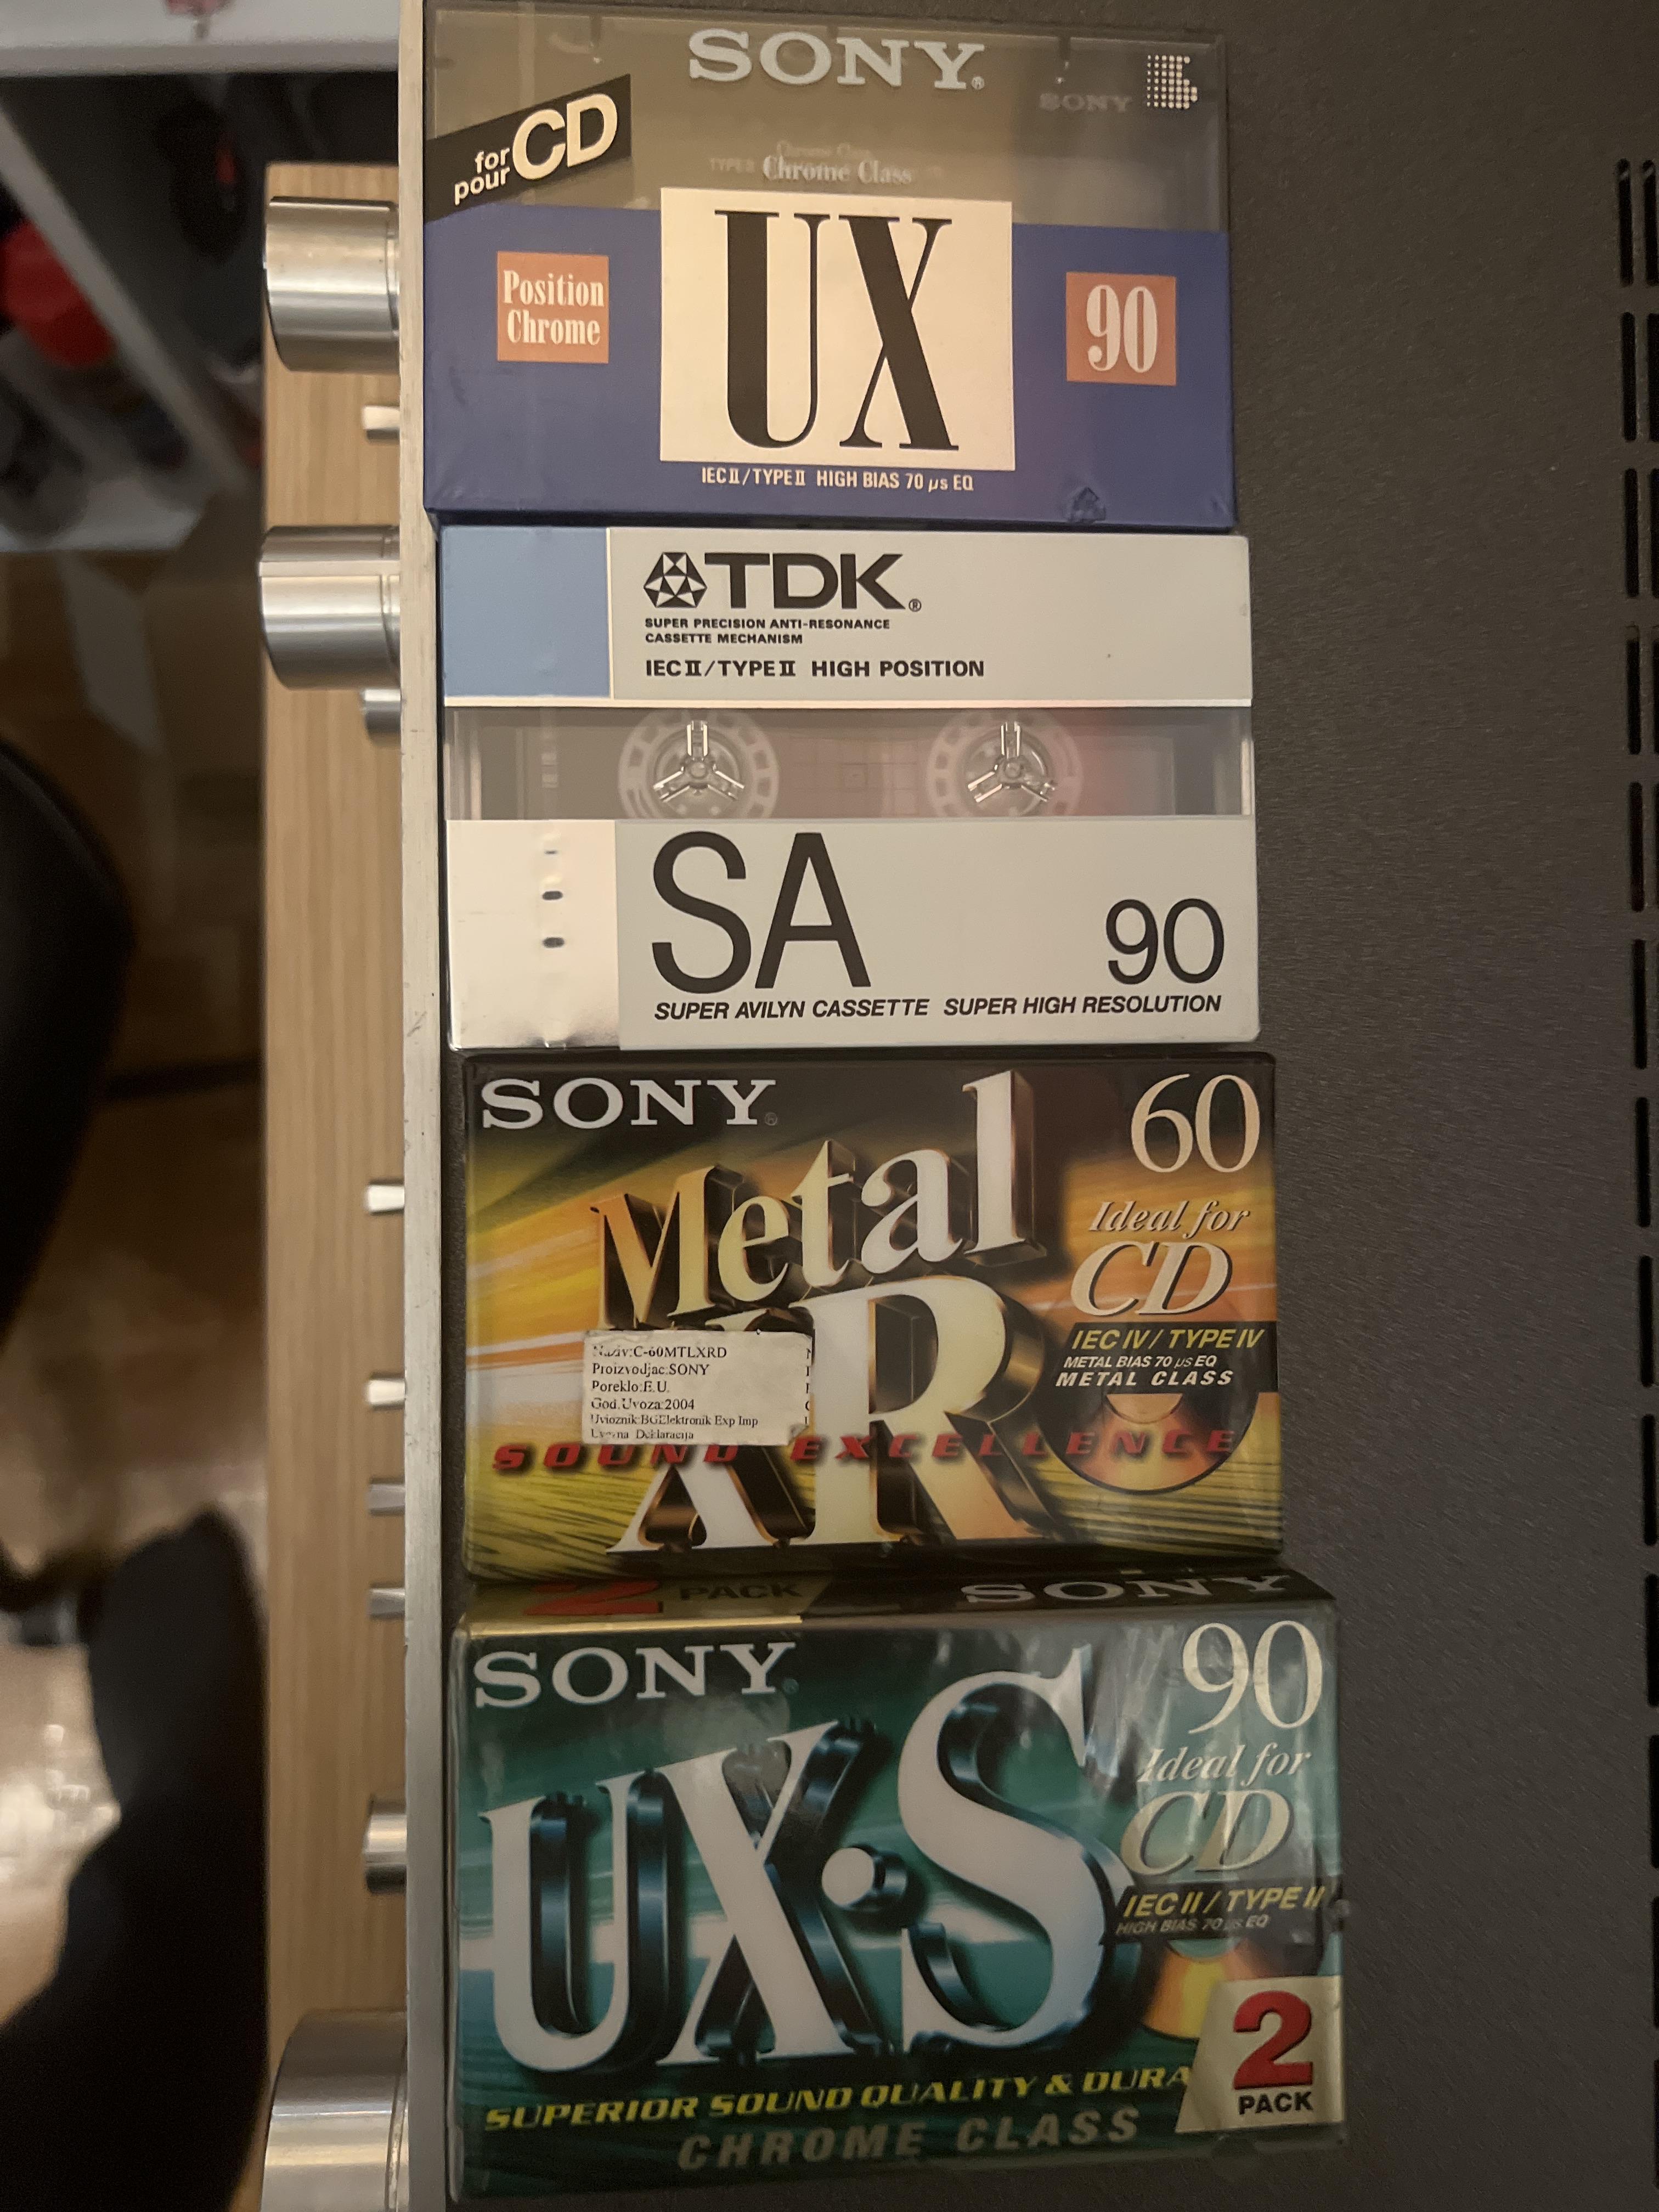 SONY®
SONY
for
pour CD
TYPE II Chrome Class
Position
Chrome
UX
90
IEC II / TYPE II HIGH BIAS 70 μs EQ
TDK®
SUPER PRECISION ANTI-RESONANCE
CASSETTE MECHANISM
IEC II / TYPE II HIGH POSITION
SA
90
SUPER AVILYN CASSETTE SUPER HIGH RESOLUTION
SONY®
60
Metal
XR
Ideal for
CD
IEC IV / TYPE IV
METAL BIAS 70 μs EQ
METAL CLASS
Naziv:C-60MTLXRD
Proizvodjac:SONY
Poreklo:E.U.
God.Uvoza:2004
Uvioznik:BGElektronik Exp Imp
Deklaracija
SOUND EXCELLENCE
2 PACK
SONY
SONY
90
UX·S
Ideal for
CD
IEC II / TYPE II
HIGH BIAS 70 μs EQ
2
PACK
SUPERIOR SOUND QUALITY & DURA
CHROME CLASS